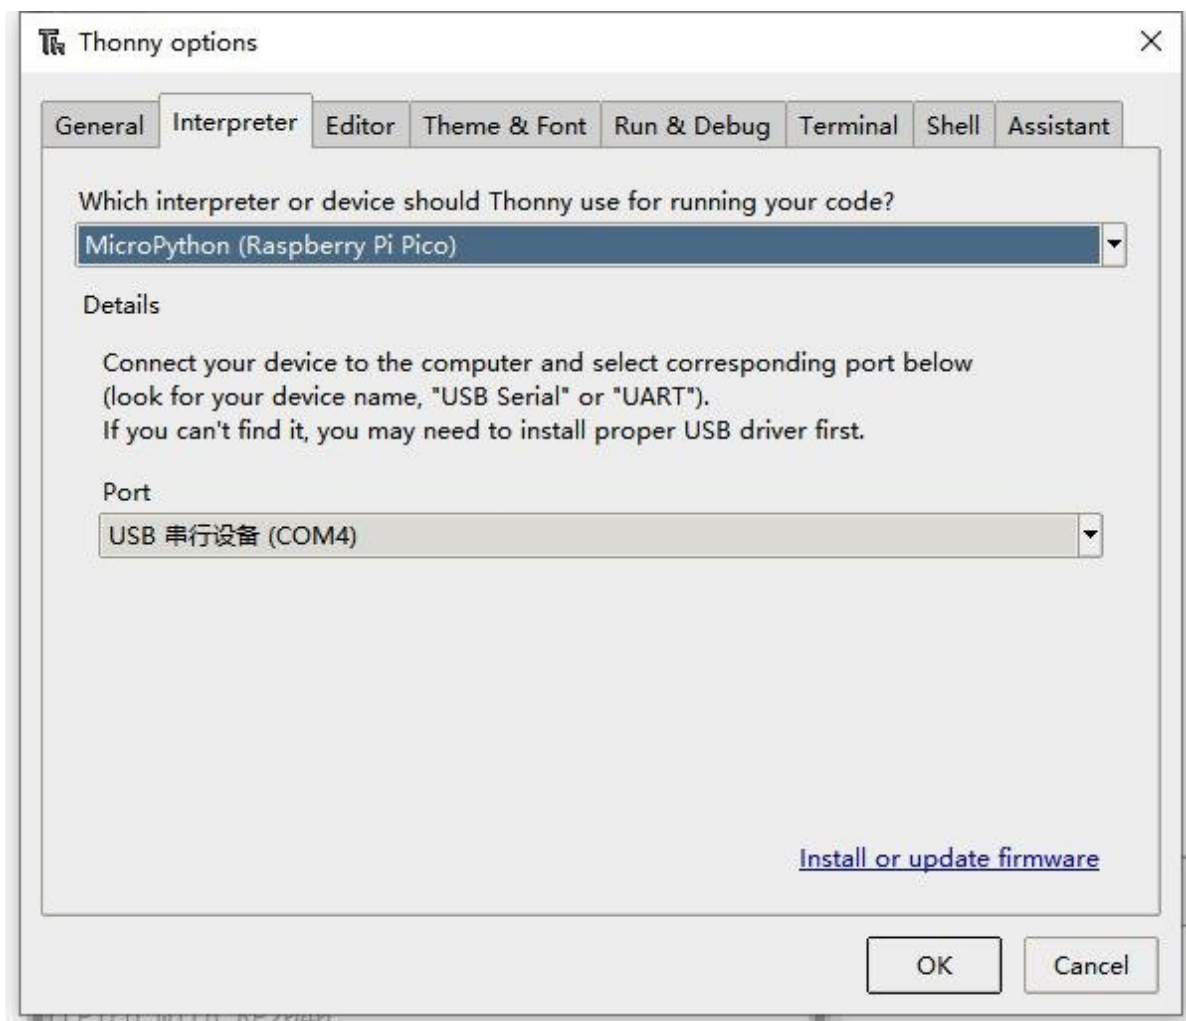 Thonny options
General
Interpreter
Editor
Theme & Font
Run & Debug
Terminal
Shell
Assistant
Which interpreter or device should Thonny use for running your code?
MicroPython (Raspberry Pi Pico)
Details
Connect your device to the computer and select corresponding port below
(look for your device name, "USB Serial" or "UART").
If you can't find it, you may need to install proper USB driver first.
Port
USB 串行设备 (COM4)
Install or update firmware
OK
Cancel
with RP2040